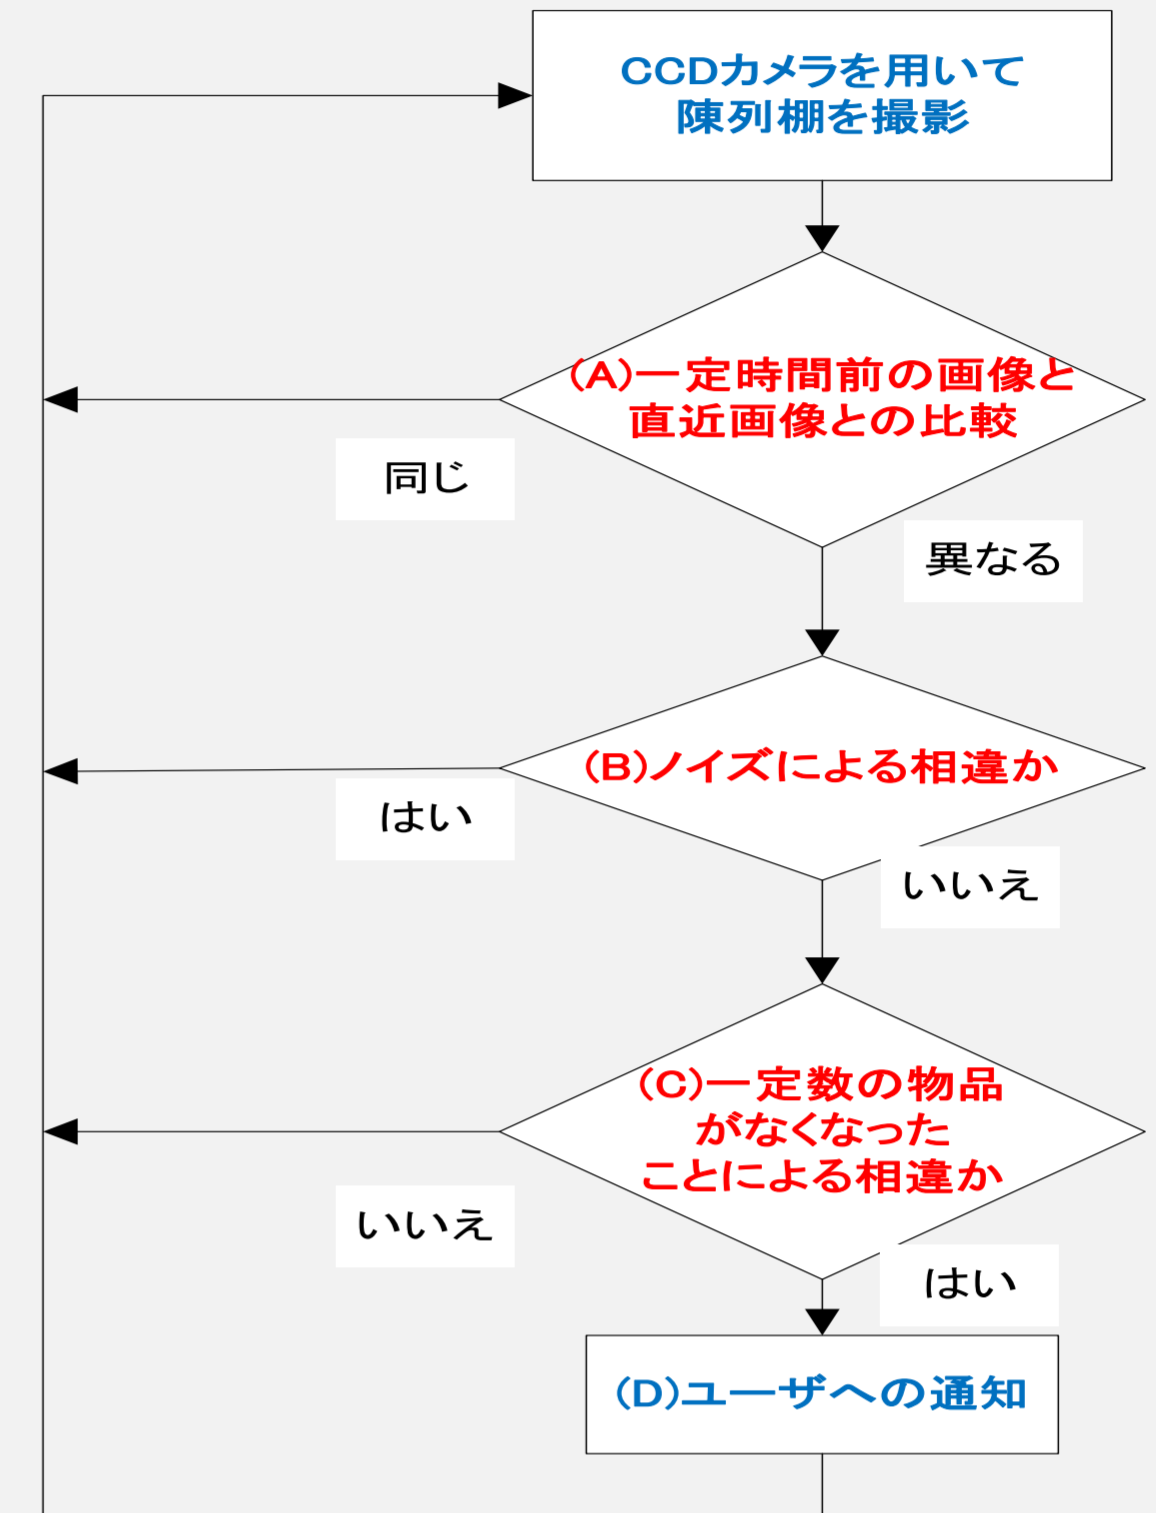 CCDカメラを用いて
陳列棚を撮影
(A)一定時間前の画像と
直近画像との比較
同じ
異なる
(B)ノイズによる相違か
はい
いいえ
(C)一定数の物品
がなくなった
ことによる相違か
いいえ
はい
(D)ユーザへの通知